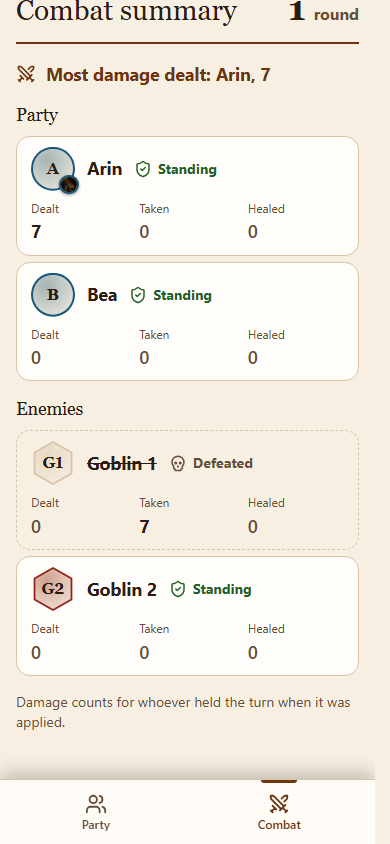 Combat summary 1 round
Most damage dealt: Arin, 7
Party
A Arin Standing
Dealt Taken Healed
7 0 0
B Bea Standing
Dealt Taken Healed
0 0 0
Enemies
G1 Goblin 1 Defeated
Dealt Taken Healed
0 7 0
G2 Goblin 2 Standing
Dealt Taken Healed
0 0 0
Damage counts for whoever held the turn when it was
applied.
Party Combat